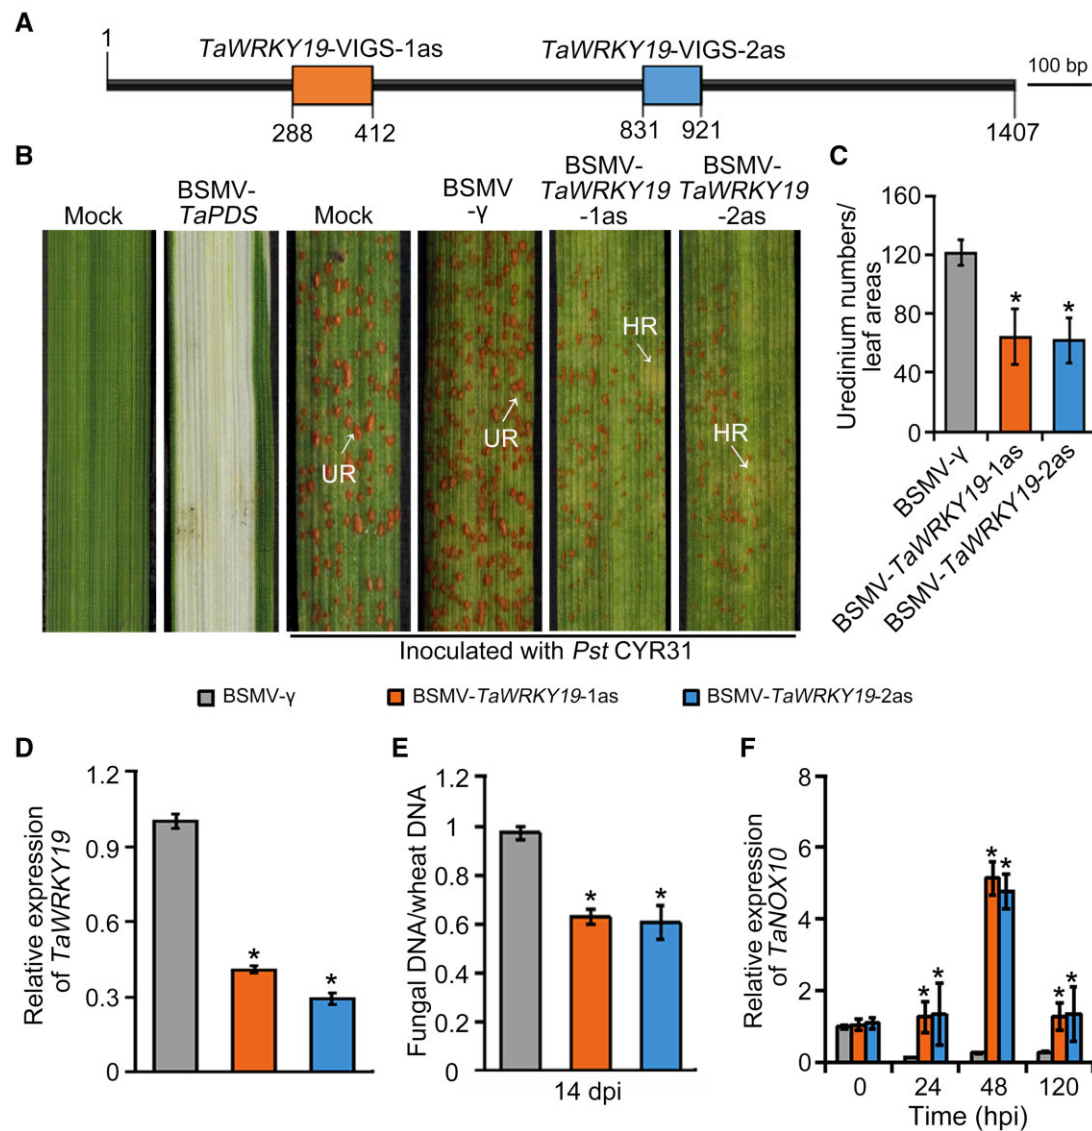 A
1
TaWRKY19-VIGS-1as
TaWRKY19-VIGS-2as
100 bp
288
412
831
921
1407
B
Mock
BSMV-
TaPDS
Mock
BSMV
-γ
BSMV-
TaWRKY19
-1as
BSMV-
TaWRKY19
-2as
UR
UR
HR
HR
Inoculated with Pst CYR31
C
Uredinium numbers/
leaf areas
160
120
80
40
0
*
*
BSMV-γ
BSMV-TaWRKY19-1as
BSMV-TaWRKY19-2as
BSMV-γ
BSMV-TaWRKY19-1as
BSMV-TaWRKY19-2as
D
Relative expression
of TaWRKY19
1.2
0.9
0.6
0.3
0
*
*
E
Fungal DNA/wheat DNA
1.2
1
0.8
0.6
0.4
0.2
0
*
*
14 dpi
F
Relative expression
of TaNOX10
8
6
4
2
0
* *
* *
* *
0 24 48 120
Time (hpi)